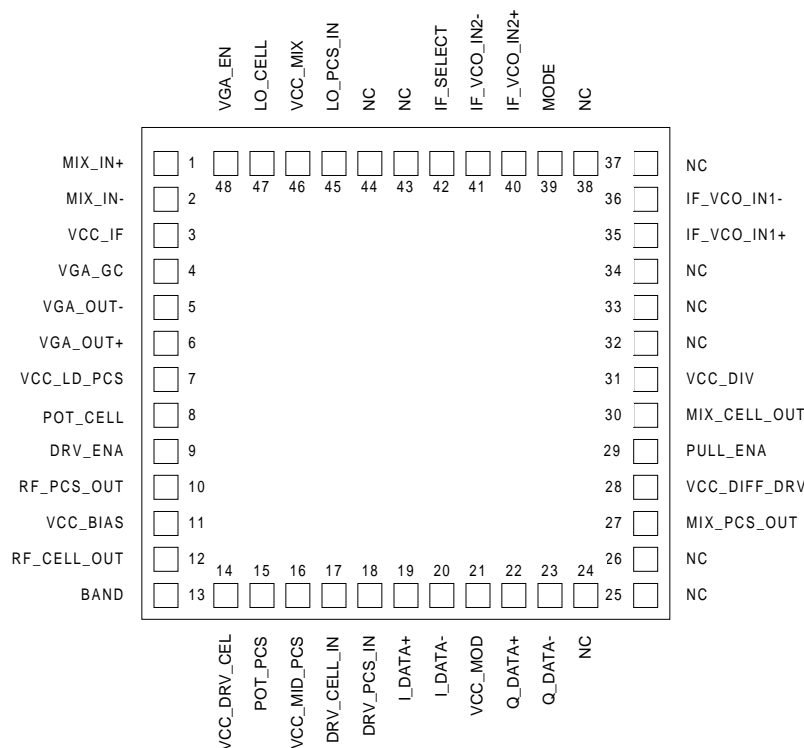 VGA_EN
LO_CELL
VCC_MIX
LO_PCS_IN
NC
NC
IF_SELECT
IF_VCO_IN2-
IF_VCO_IN2+
MODE
NC
48 47 46 45 44 43 42 41 40 39 38
MIX_IN+ 1
MIX_IN- 2
VCC_IF 3
VGA_GC 4
VGA_OUT- 5
VGA_OUT+ 6
VCC_LD_PCS 7
POT_CELL 8
DRV_ENA 9
RF_PCS_OUT 10
VCC_BIAS 11
RF_CELL_OUT 12
BAND 13
37 NC
36 IF_VCO_IN1-
35 IF_VCO_IN1+
34 NC
33 NC
32 NC
31 VCC_DIV
30 MIX_CELL_OUT
29 PULL_ENA
28 VCC_DIFF_DRV
27 MIX_PCS_OUT
26 NC
25 NC
14 15 16 17 18 19 20 21 22 23 24
VCC_DRV_CEL
POT_PCS
VCC_MID_PCS
DRV_CELL_IN
DRV_PCS_IN
I_DATA+
I_DATA-
VCC_MOD
Q_DATA+
Q_DATA-
NC